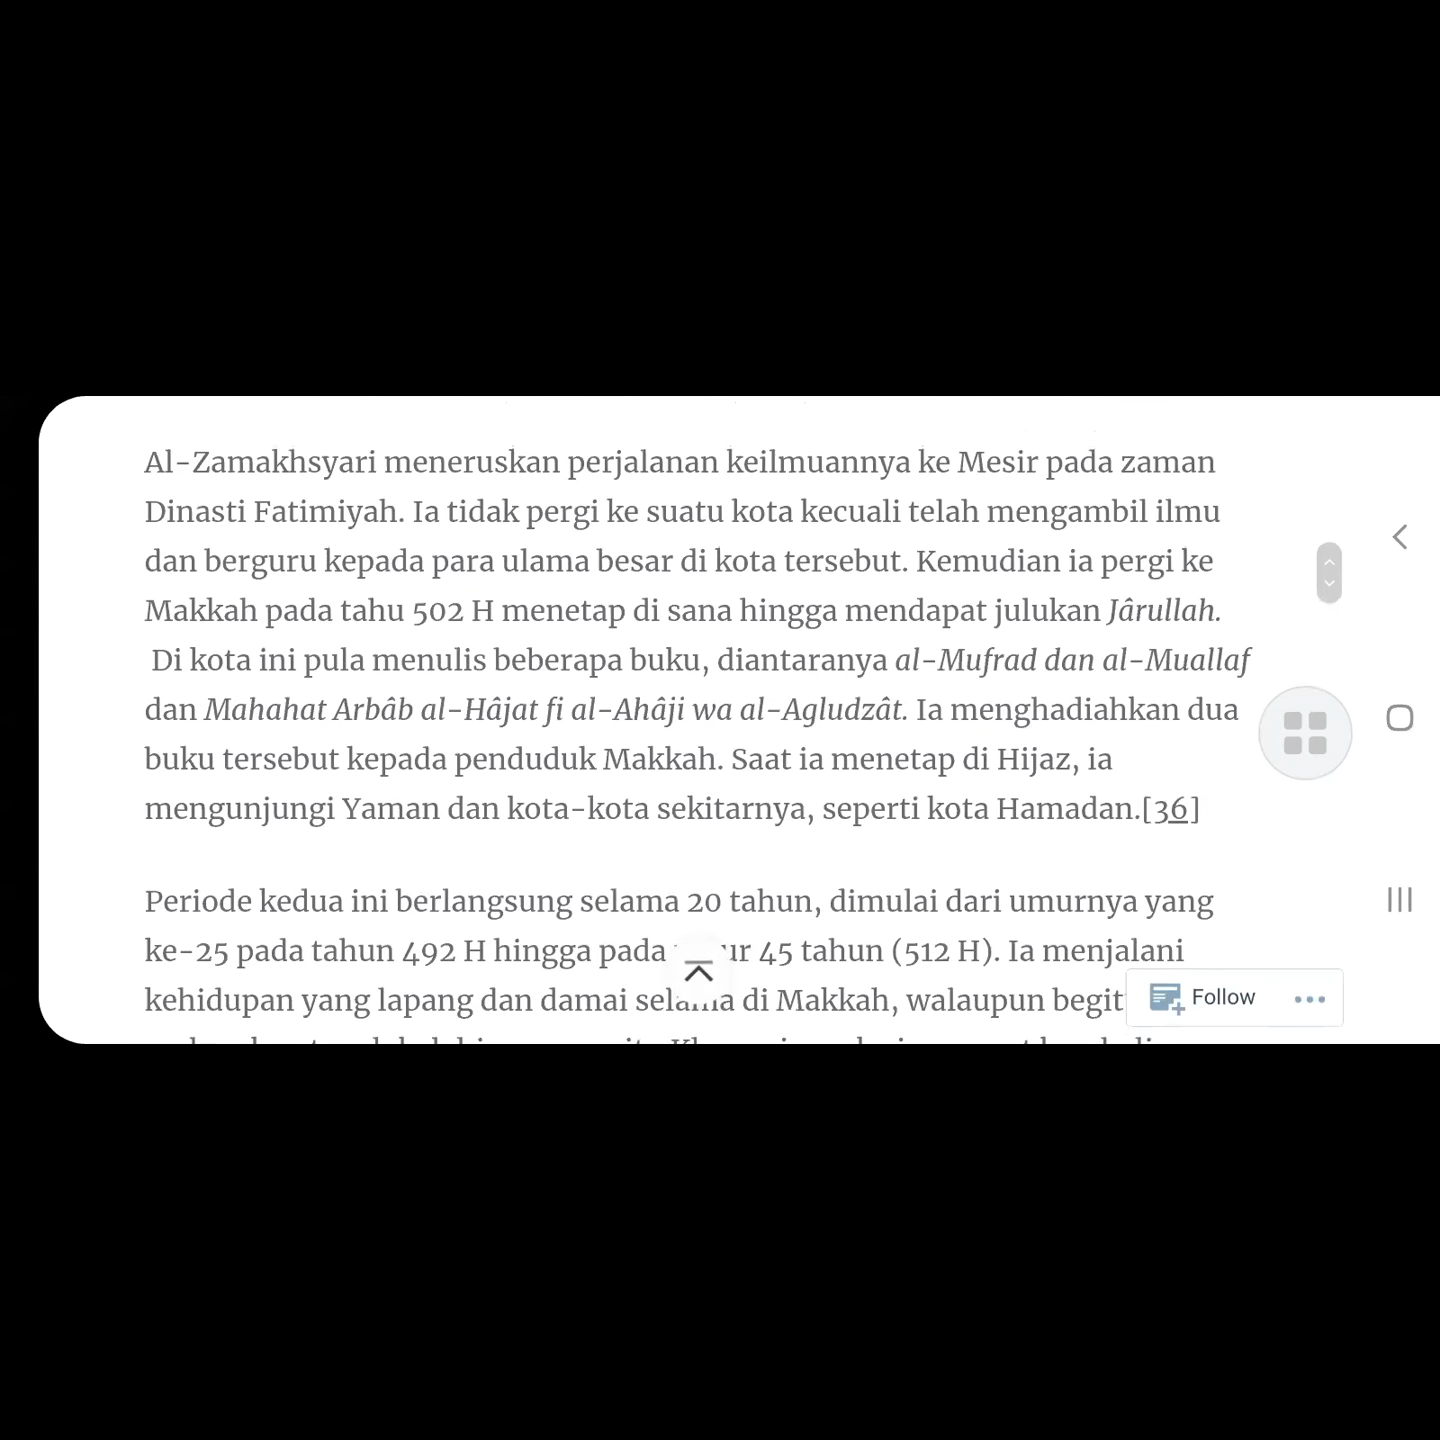 Al-Zamakhsyari meneruskan perjalanan keilmuannya ke Mesir pada zaman
Dinasti Fatimiyah. Ia tidak pergi ke suatu kota kecuali telah mengambil ilmu
dan berguru kepada para ulama besar di kota tersebut. Kemudian ia pergi ke
Makkah pada tahu 502 H menetap di sana hingga mendapat julukan Jârullah.
Di kota ini pula menulis beberapa buku, diantaranya al-Mufrad dan al-Muallaf
dan Mahahat Arbâb al-Hâjat fi al-Ahâji wa al-Agludzât. Ia menghadiahkan dua
buku tersebut kepada penduduk Makkah. Saat ia menetap di Hijaz, ia
mengunjungi Yaman dan kota-kota sekitarnya, seperti kota Hamadan.[36]
Periode kedua ini berlangsung selama 20 tahun, dimulai dari umurnya yang
ke-25 pada tahun 492 H hingga pada 45 tahun (512 H). Ia menjalani
kehidupan yang lapang dan damai selama di Makkah, walaupun
Follow